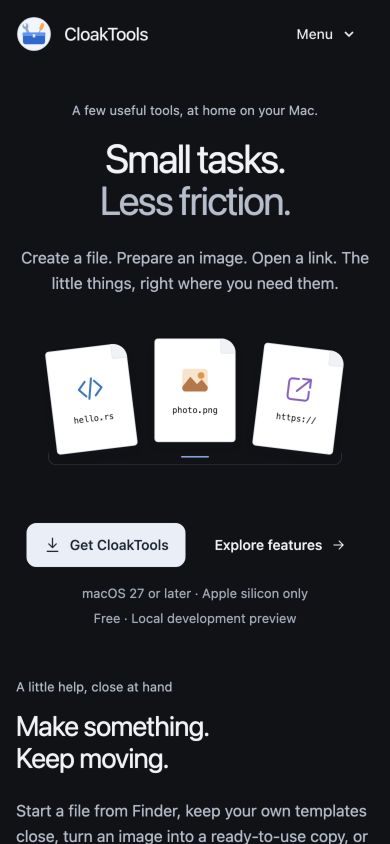 CloakTools
Menu
A few useful tools, at home on your Mac.
Small tasks.
Less friction.
Create a file. Prepare an image. Open a link. The
little things, right where you need them.
hello.rs
photo.png
https://
Get CloakTools
Explore features
macOS 27 or later · Apple silicon only
Free · Local development preview
A little help, close at hand
Make something.
Keep moving.
Start a file from Finder, keep your own templates
close, turn an image into a ready-to-use copy, or